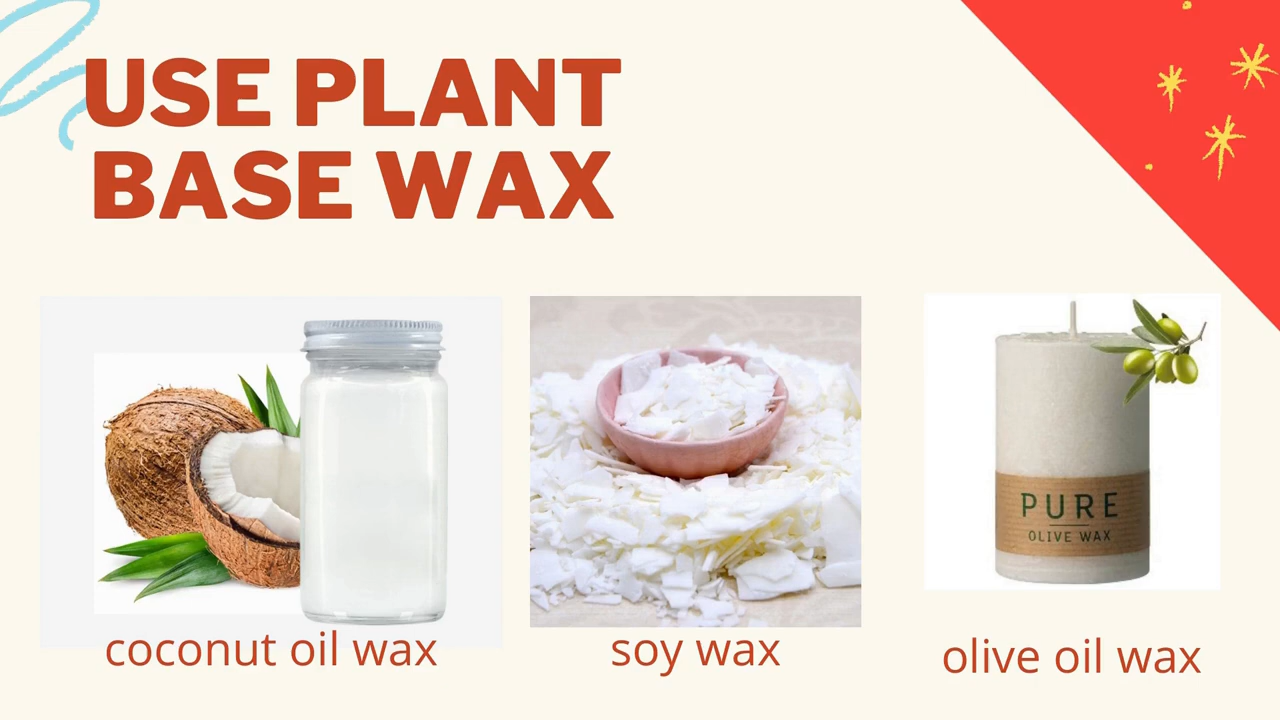 USE PLANT
BASE WAX
PURE
OLIVE WAX
coconut oil wax
soy wax
olive oil wax